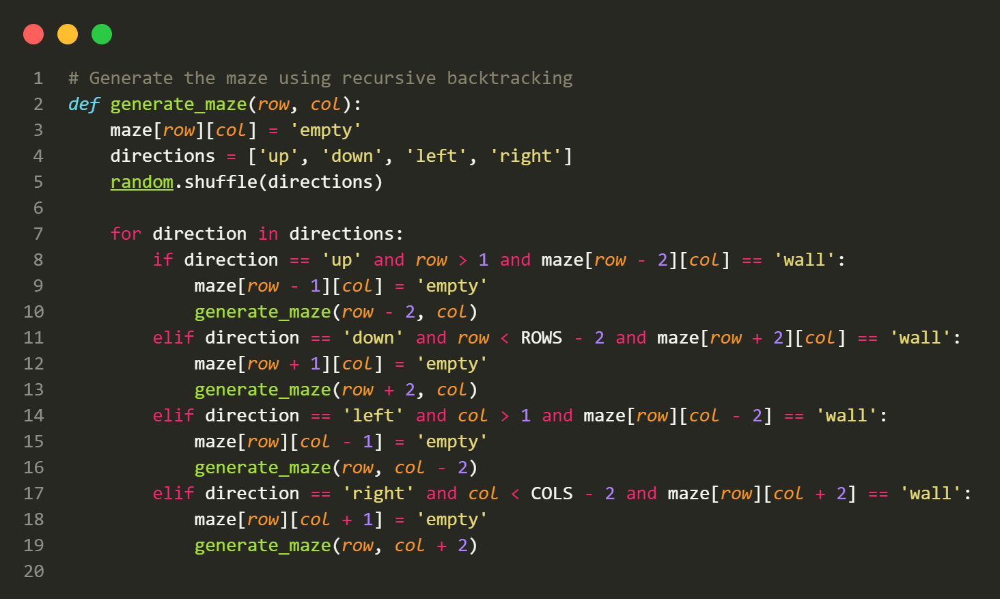 1 # Generate the maze using recursive backtracking
2 def generate_maze(row, col):
3     maze[row][col] = 'empty'
4     directions = ['up', 'down', 'left', 'right']
5     random.shuffle(directions)
6
7     for direction in directions:
8         if direction == 'up' and row > 1 and maze[row - 2][col] == 'wall':
9             maze[row - 1][col] = 'empty'
10             generate_maze(row - 2, col)
11         elif direction == 'down' and row < ROWS - 2 and maze[row + 2][col] == 'wall':
12             maze[row + 1][col] = 'empty'
13             generate_maze(row + 2, col)
14         elif direction == 'left' and col > 1 and maze[row][col - 2] == 'wall':
15             maze[row][col - 1] = 'empty'
16             generate_maze(row, col - 2)
17         elif direction == 'right' and col < COLS - 2 and maze[row][col + 2] == 'wall':
18             maze[row][col + 1] = 'empty'
19             generate_maze(row, col + 2)
20